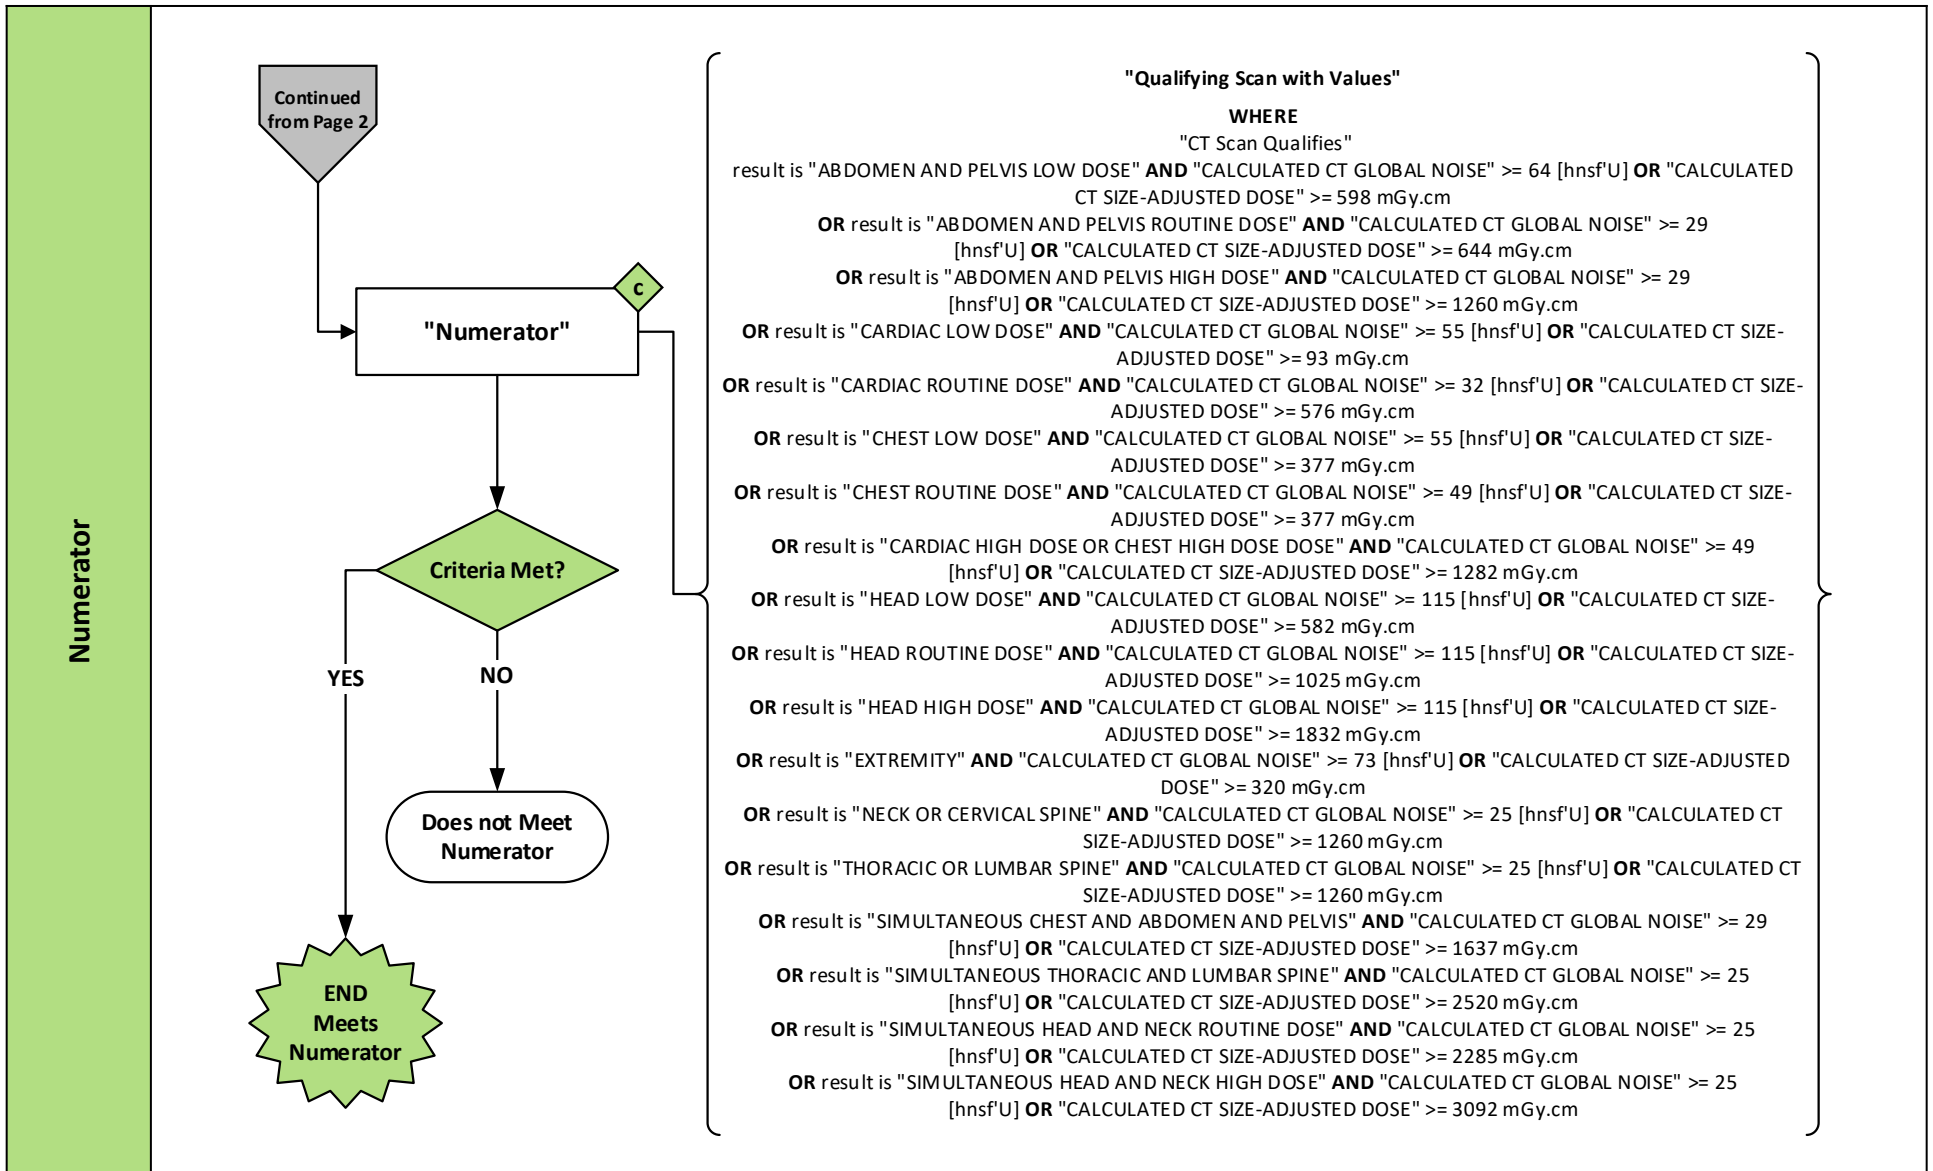 Numerator
Continued
from Page 2
"Numerator"
c
Criteria Met?
YES
NO
Does not Meet
Numerator
END
Meets
Numerator
"Qualifying Scan with Values"
WHERE
"CT Scan Qualifies"
result is "ABDOMEN AND PELVIS LOW DOSE" AND "CALCULATED CT GLOBAL NOISE" >= 64 [hnsf'U] OR "CALCULATED
CT SIZE-ADJUSTED DOSE" >= 598 mGy.cm
OR result is "ABDOMEN AND PELVIS ROUTINE DOSE" AND "CALCULATED CT GLOBAL NOISE" >= 29
[hnsf'U] OR "CALCULATED CT SIZE-ADJUSTED DOSE" >= 644 mGy.cm
OR result is "ABDOMEN AND PELVIS HIGH DOSE" AND "CALCULATED CT GLOBAL NOISE" >= 29
[hnsf'U] OR "CALCULATED CT SIZE-ADJUSTED DOSE" >= 1260 mGy.cm
OR result is "CARDIAC LOW DOSE" AND "CALCULATED CT GLOBAL NOISE" >= 55 [hnsf'U] OR "CALCULATED CT SIZE-
ADJUSTED DOSE" >= 93 mGy.cm
OR result is "CARDIAC ROUTINE DOSE" AND "CALCULATED CT GLOBAL NOISE" >= 32 [hnsf'U] OR "CALCULATED CT SIZE-
ADJUSTED DOSE" >= 576 mGy.cm
OR result is "CHEST LOW DOSE" AND "CALCULATED CT GLOBAL NOISE" >= 55 [hnsf'U] OR "CALCULATED CT SIZE-
ADJUSTED DOSE" >= 377 mGy.cm
OR result is "CHEST ROUTINE DOSE" AND "CALCULATED CT GLOBAL NOISE" >= 49 [hnsf'U] OR "CALCULATED CT SIZE-
ADJUSTED DOSE" >= 377 mGy.cm
OR result is "CARDIAC HIGH DOSE OR CHEST HIGH DOSE DOSE" AND "CALCULATED CT GLOBAL NOISE" >= 49
[hnsf'U] OR "CALCULATED CT SIZE-ADJUSTED DOSE" >= 1282 mGy.cm
OR result is "HEAD LOW DOSE" AND "CALCULATED CT GLOBAL NOISE" >= 115 [hnsf'U] OR "CALCULATED CT SIZE-
ADJUSTED DOSE" >= 582 mGy.cm
OR result is "HEAD ROUTINE DOSE" AND "CALCULATED CT GLOBAL NOISE" >= 115 [hnsf'U] OR "CALCULATED CT SIZE-
ADJUSTED DOSE" >= 1025 mGy.cm
OR result is "HEAD HIGH DOSE" AND "CALCULATED CT GLOBAL NOISE" >= 115 [hnsf'U] OR "CALCULATED CT SIZE-
ADJUSTED DOSE" >= 1832 mGy.cm
OR result is "EXTREMITY" AND "CALCULATED CT GLOBAL NOISE" >= 73 [hnsf'U] OR "CALCULATED CT SIZE-ADJUSTED
DOSE" >= 320 mGy.cm
OR result is "NECK OR CERVICAL SPINE" AND "CALCULATED CT GLOBAL NOISE" >= 25 [hnsf'U] OR "CALCULATED CT
SIZE-ADJUSTED DOSE" >= 1260 mGy.cm
OR result is "THORACIC OR LUMBAR SPINE" AND "CALCULATED CT GLOBAL NOISE" >= 25 [hnsf'U] OR "CALCULATED CT
SIZE-ADJUSTED DOSE" >= 1260 mGy.cm
OR result is "SIMULTANEOUS CHEST AND ABDOMEN AND PELVIS" AND "CALCULATED CT GLOBAL NOISE" >= 29
[hnsf'U] OR "CALCULATED CT SIZE-ADJUSTED DOSE" >= 1637 mGy.cm
OR result is "SIMULTANEOUS THORACIC AND LUMBAR SPINE" AND "CALCULATED CT GLOBAL NOISE" >= 25
[hnsf'U] OR "CALCULATED CT SIZE-ADJUSTED DOSE" >= 2520 mGy.cm
OR result is "SIMULTANEOUS HEAD AND NECK ROUTINE DOSE" AND "CALCULATED CT GLOBAL NOISE" >= 25
[hnsf'U] OR "CALCULATED CT SIZE-ADJUSTED DOSE" >= 2285 mGy.cm
OR result is "SIMULTANEOUS HEAD AND NECK HIGH DOSE" AND "CALCULATED CT GLOBAL NOISE" >= 25
[hnsf'U] OR "CALCULATED CT SIZE-ADJUSTED DOSE" >= 3092 mGy.cm